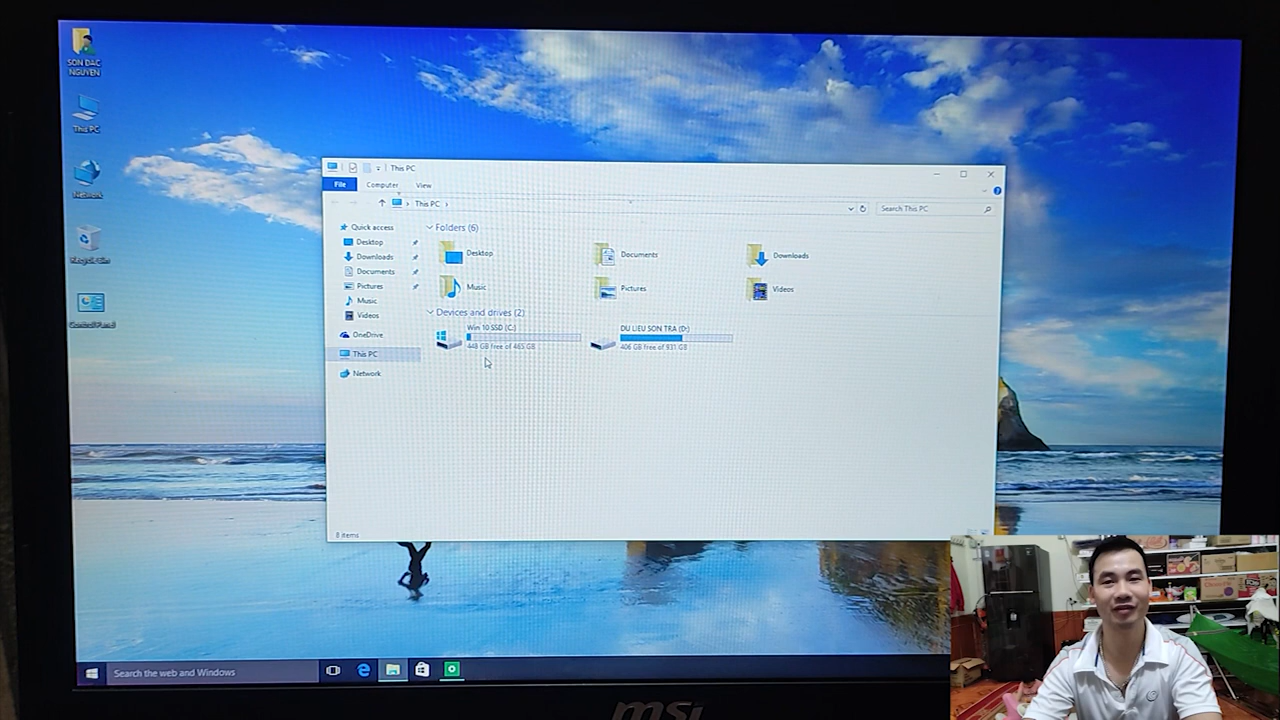 SON DAC
NGUYEN
This PC
Network
Recycle Bin
Control Panel
This PC
File
Computer
View
This PC
Search This PC
Quick access
Desktop
Downloads
Documents
Pictures
Music
Videos
OneDrive
This PC
Network
Folders (6)
Desktop
Documents
Downloads
Music
Pictures
Videos
Devices and drives (2)
Win 10 SSD (C:)
448 GB free of 465 GB
DU LIEU SON TRA (D:)
406 GB free of 931 GB
8 items
Search the web and Windows
msi